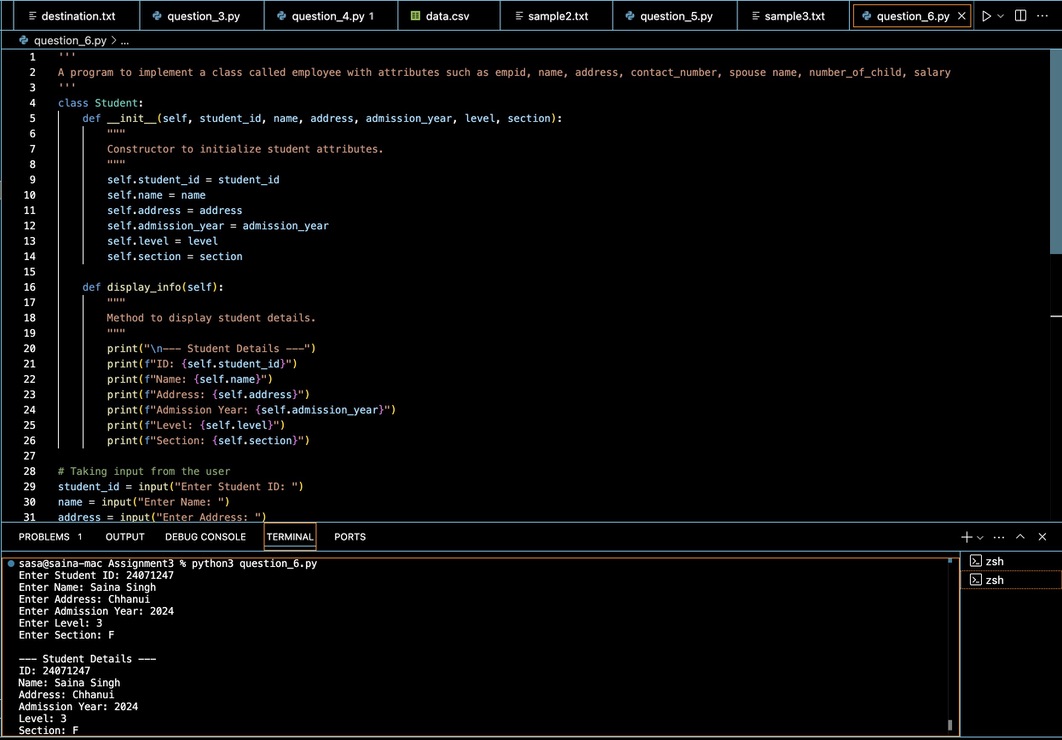 destination.txt question_3.py question_4.py 1 data.csv sample2.txt question_5.py sample3.txt question_6.py
question_6.py > ...
1 '''
2 A program to implement a class called employee with attributes such as empid, name, address, contact_number, spouse name, number_of_child, salary
3 '''
4 class Student:
5     def __init__(self, student_id, name, address, admission_year, level, section):
6         """
7         Constructor to initialize student attributes.
8         """
9         self.student_id = student_id
10         self.name = name
11         self.address = address
12         self.admission_year = admission_year
13         self.level = level
14         self.section = section
15
16     def display_info(self):
17         """
18         Method to display student details.
19         """
20         print("\n--- Student Details ---")
21         print(f"ID: {self.student_id}")
22         print(f"Name: {self.name}")
23         print(f"Address: {self.address}")
24         print(f"Admission Year: {self.admission_year}")
25         print(f"Level: {self.level}")
26         print(f"Section: {self.section}")
27
28 # Taking input from the user
29 student_id = input("Enter Student ID: ")
30 name = input("Enter Name: ")
31 address = input("Enter Address: ")
PROBLEMS 1 OUTPUT DEBUG CONSOLE TERMINAL PORTS
sasa@saina-mac Assignment3 % python3 question_6.py
Enter Student ID: 24071247
Enter Name: Saina Singh
Enter Address: Chhanui
Enter Admission Year: 2024
Enter Level: 3
Enter Section: F
--- Student Details ---
ID: 24071247
Name: Saina Singh
Address: Chhanui
Admission Year: 2024
Level: 3
Section: F
zsh
zsh